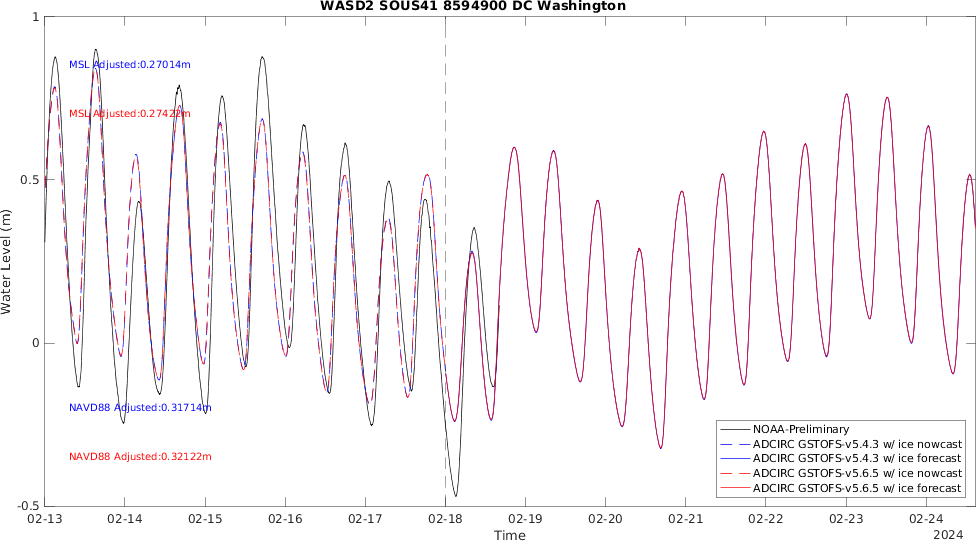 WASD2 SOUS41 8594900 DC Washington
1
0.5
0
-0.5
Water Level (m)
MSL Adjusted:0.27014m
MSL Adjusted:0.27422m
NAVD88 Adjusted:0.31714m
NAVD88 Adjusted:0.32122m
NOAA-Preliminary
ADCIRC GSTOFS-v5.4.3 w/ ice nowcast
ADCIRC GSTOFS-v5.4.3 w/ ice forecast
ADCIRC GSTOFS-v5.6.5 w/ ice nowcast
ADCIRC GSTOFS-v5.6.5 w/ ice forecast
02-13 02-14 02-15 02-16 02-17 02-18 02-19 02-20 02-21 02-22 02-23 02-24
Time
2024